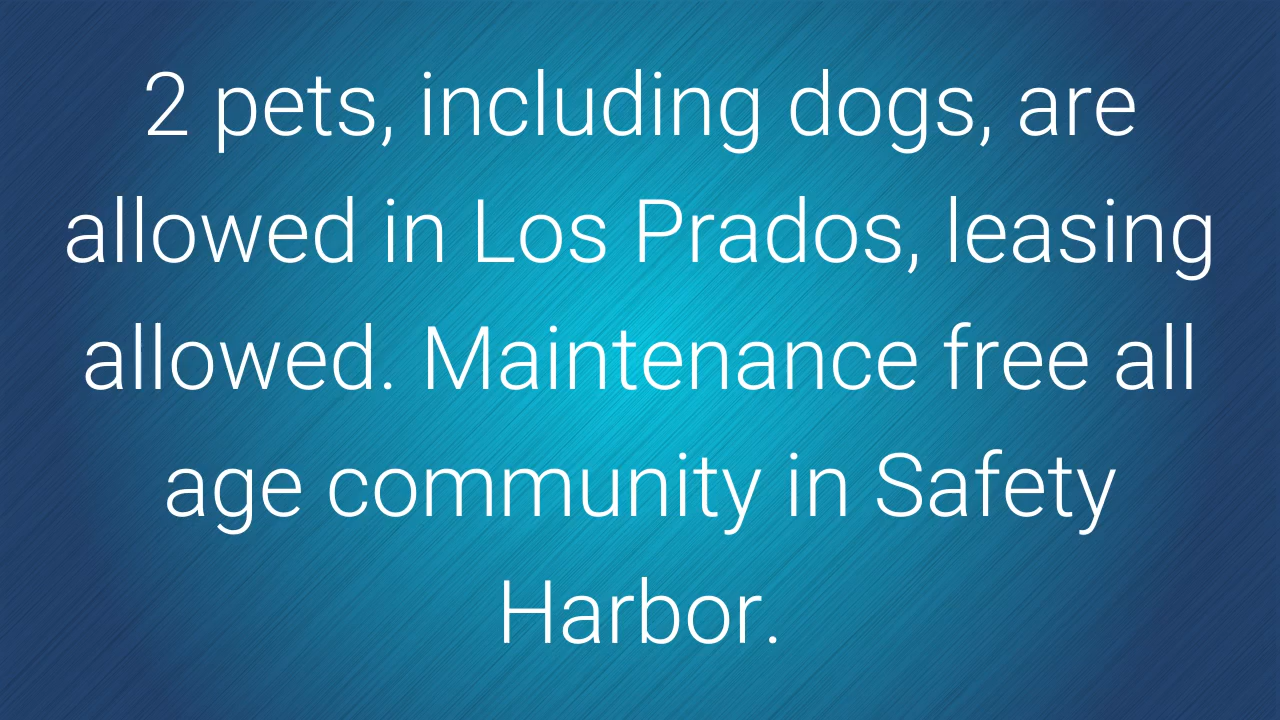 2 pets, including dogs, are
allowed in Los Prados, leasing
allowed. Maintenance free all
age community in Safety
Harbor.